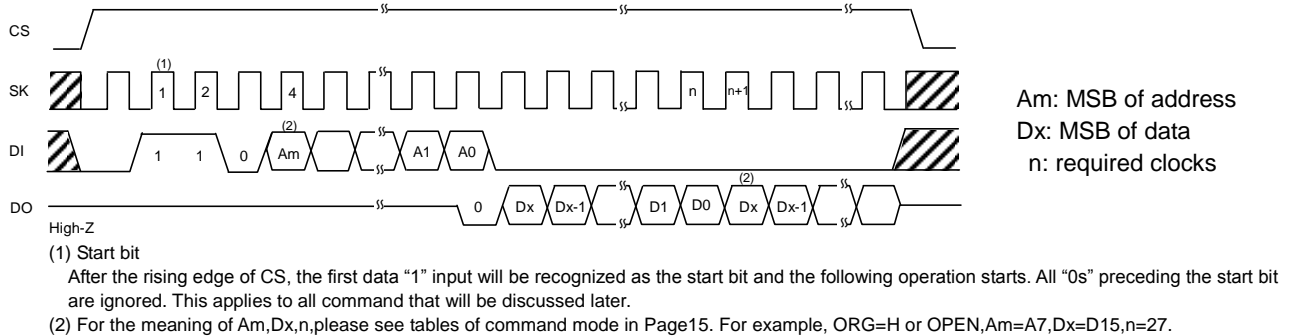 CS
(1)
SK 1 2 4 n n+1
(2)
DI 1 1 0 Am A1 A0
(2)
DO 0 Dx Dx-1 D1 D0 Dx Dx-1
High-Z
Am: MSB of address
Dx: MSB of data
n: required clocks
(1) Start bit
After the rising edge of CS, the first data “1” input will be recognized as the start bit and the following operation starts. All “0s” preceding the start bit
are ignored. This applies to all command that will be discussed later.
(2) For the meaning of Am,Dx,n,please see tables of command mode in Page15. For example, ORG=H or OPEN,Am=A7,Dx=D15,n=27.